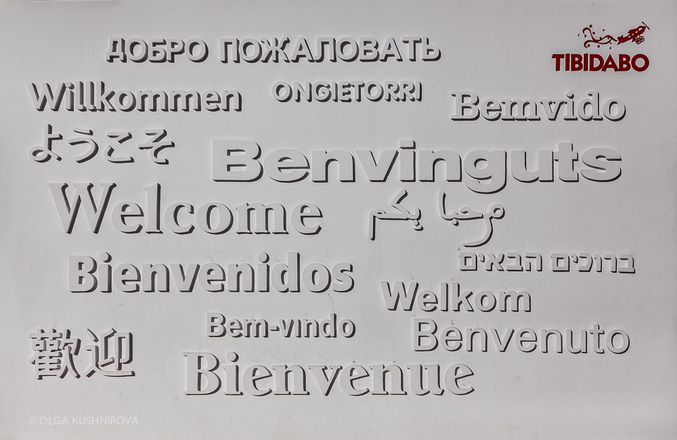 ДОБРО ПОЖАЛОВАТЬ
TIBIDABO
Willkommen
ONGIETORRI
Bemvido
ようこそ
Benvinguts
Welcome
مرحبا بكم
ברוכים הבאים
Bienvenidos
Welkom
Bem-vindo
Benvenuto
歡迎
Bienvenue
© OLGA KUSHNIROVA